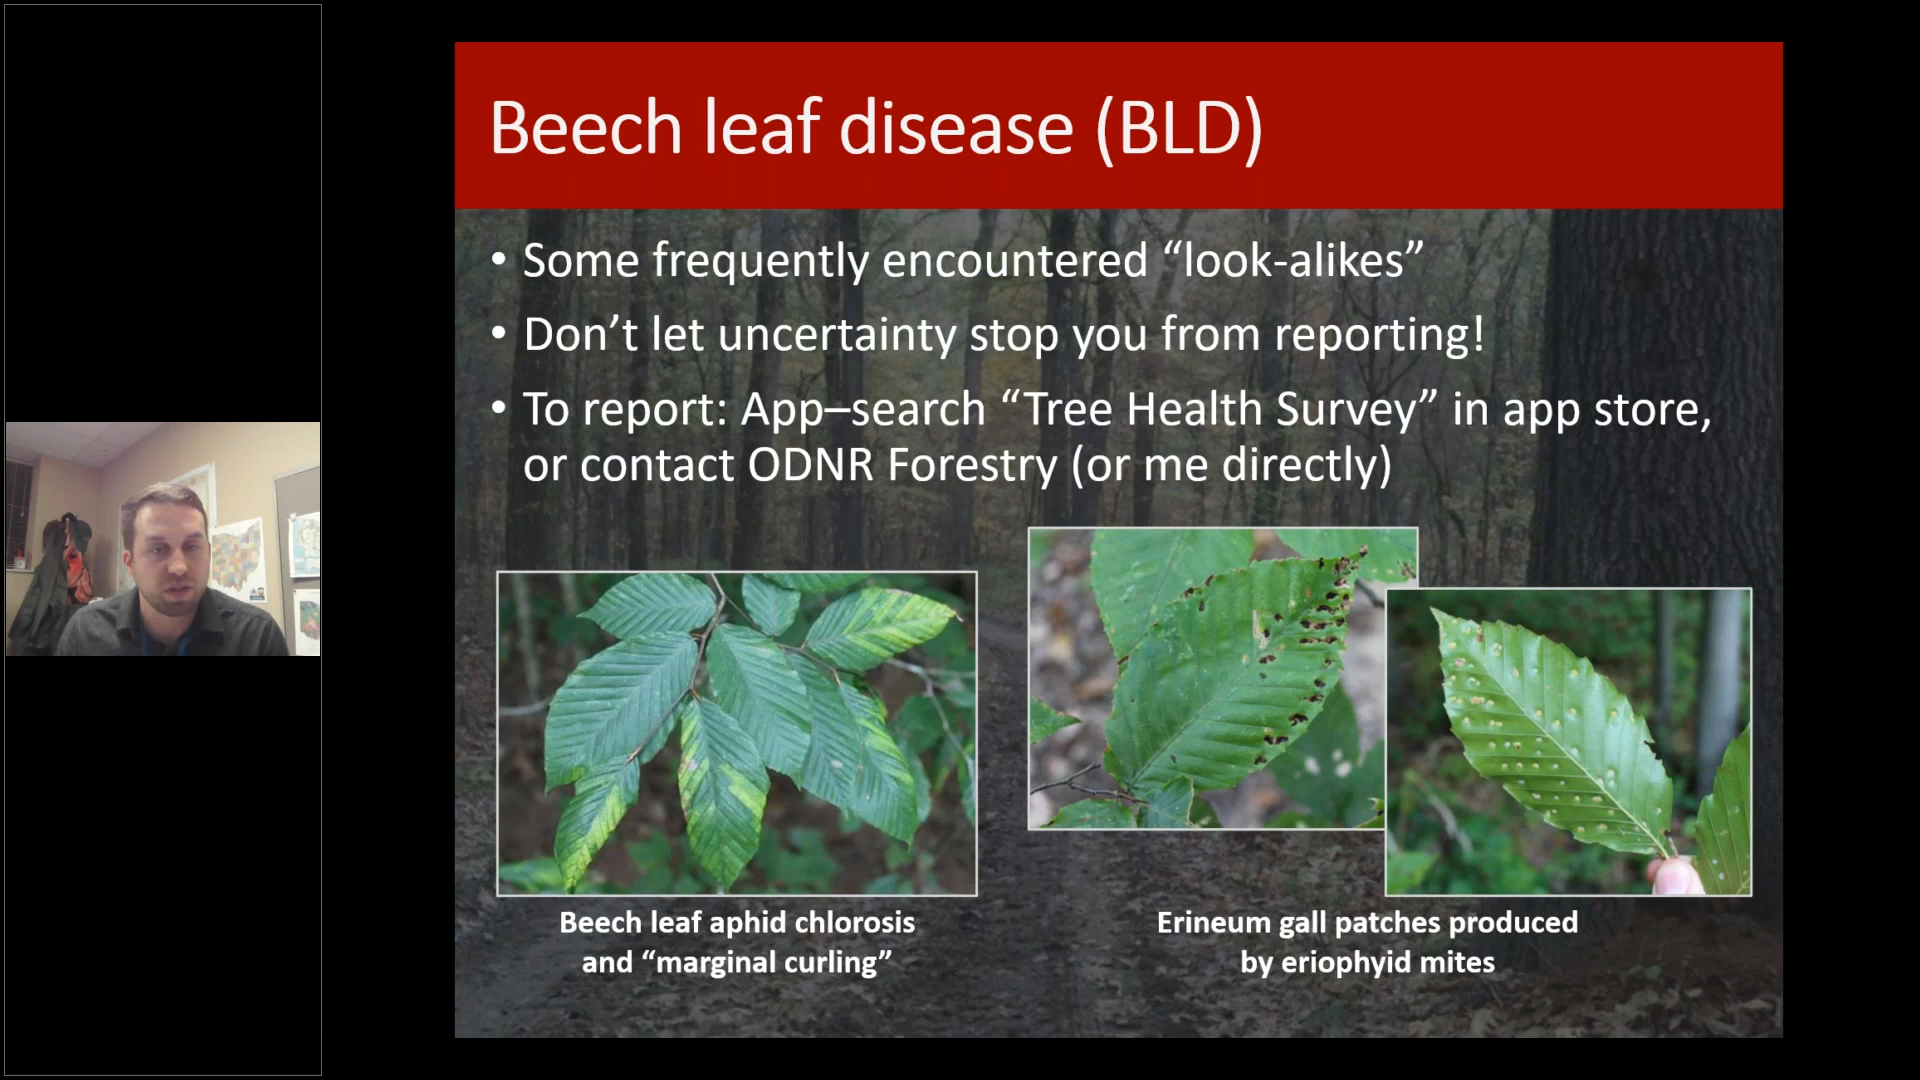 Beech leaf disease (BLD)
• Some frequently encountered “look-alikes”
• Don’t let uncertainty stop you from reporting!
• To report: App–search “Tree Health Survey” in app store,
or contact ODNR Forestry (or me directly)
Beech leaf aphid chlorosis
and “marginal curling”
Erineum gall patches produced
by eriophyid mites